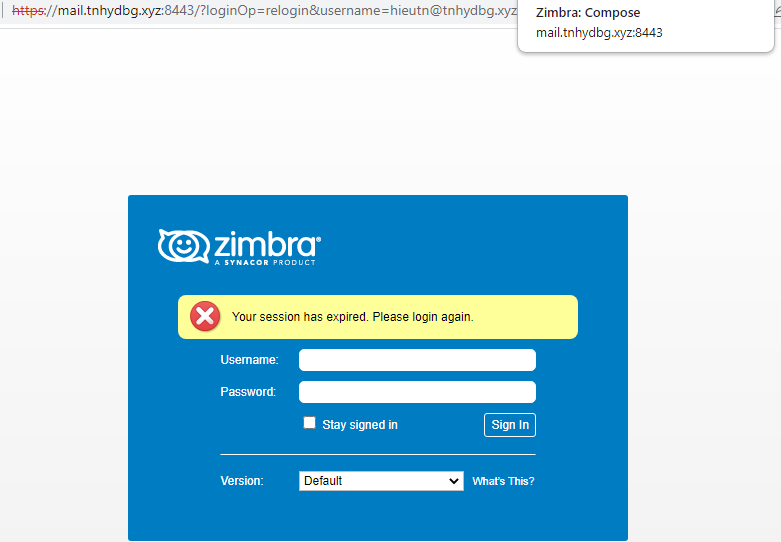 https://mail.tnhydbg.xyz:8443/?loginOp=relogin&username=hieutn@tnhydbg.xyz
Zimbra: Compose
mail.tnhydbg.xyz:8443
zimbra®
A SYNACOR PRODUCT
Your session has expired. Please login again.
Username:
Password:
Stay signed in
Sign In
Version:
Default
What's This?